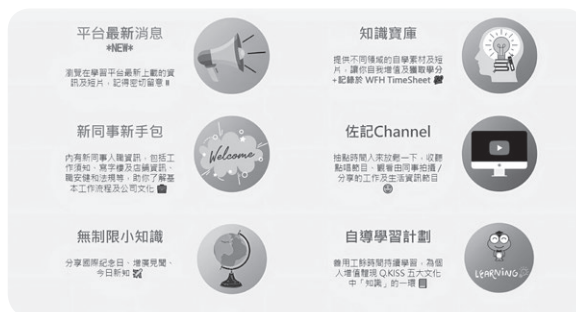 平台最新消息
*NEW*
瀏覽在學習平台最新上載的資
訊及短片，記得密切留意
知識寶庫
提供不同領域的自學素材及短
片，讓你自我增值及獲取學分
+記錄於 WFH TimeSheet
新同事新手包
內有新同事入職資訊，包括工
作須知、寫字樓及店舖資訊、
職安健和法規等，助你了解基
本工作流程及公司文化
Welcome
佐記Channel
抽點時間入來放鬆一下，收聽
點唱節目、觀看由同事拍攝/
分享的工作及生活資訊節目
無制限小知識
分享國際紀念日、增廣見聞、
今日新知
自導學習計劃
善用工餘時間持續學習，為個
人增值體現 Q.KISS 五大文化
中「知識」的一環
LEARNING